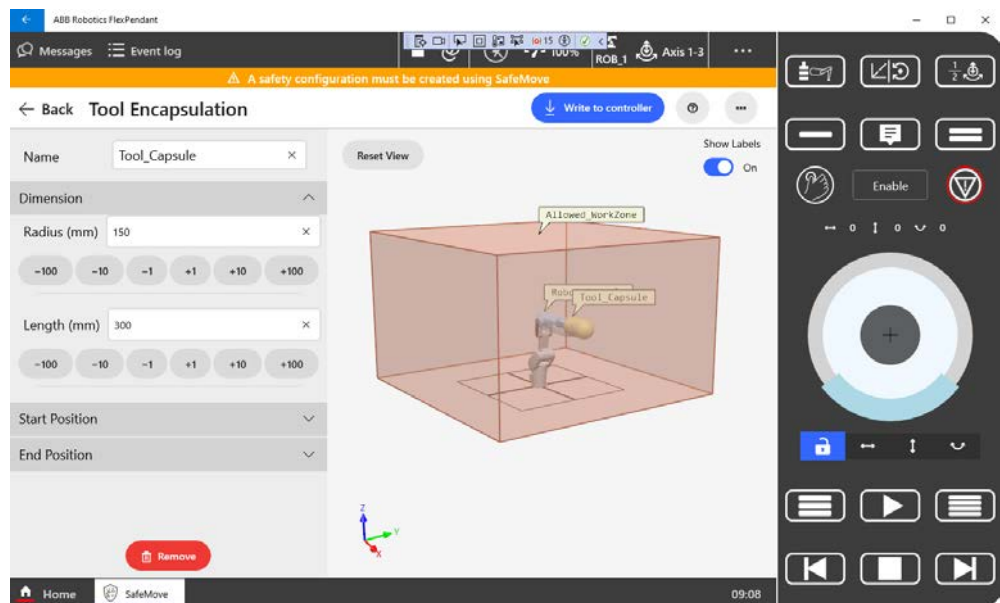 ABB Robotics FlexPendant
Messages Event log 15 100% ROB_1 Axis 1-3 ...
A safety configuration must be created using SafeMove
Back Tool Encapsulation Write to controller
Name Tool_Capsule
Reset View
Show Labels
On
Dimension
Radius (mm) 150
-100 -10 -1 +1 +10 +100
Length (mm) 300
-100 -10 -1 +1 +10 +100
Start Position
End Position
Remove
Allowed_WorkZone
Tool_Capsule
Z
Y
X
Home SafeMove 09:08
1/2
Enable
0 0 0